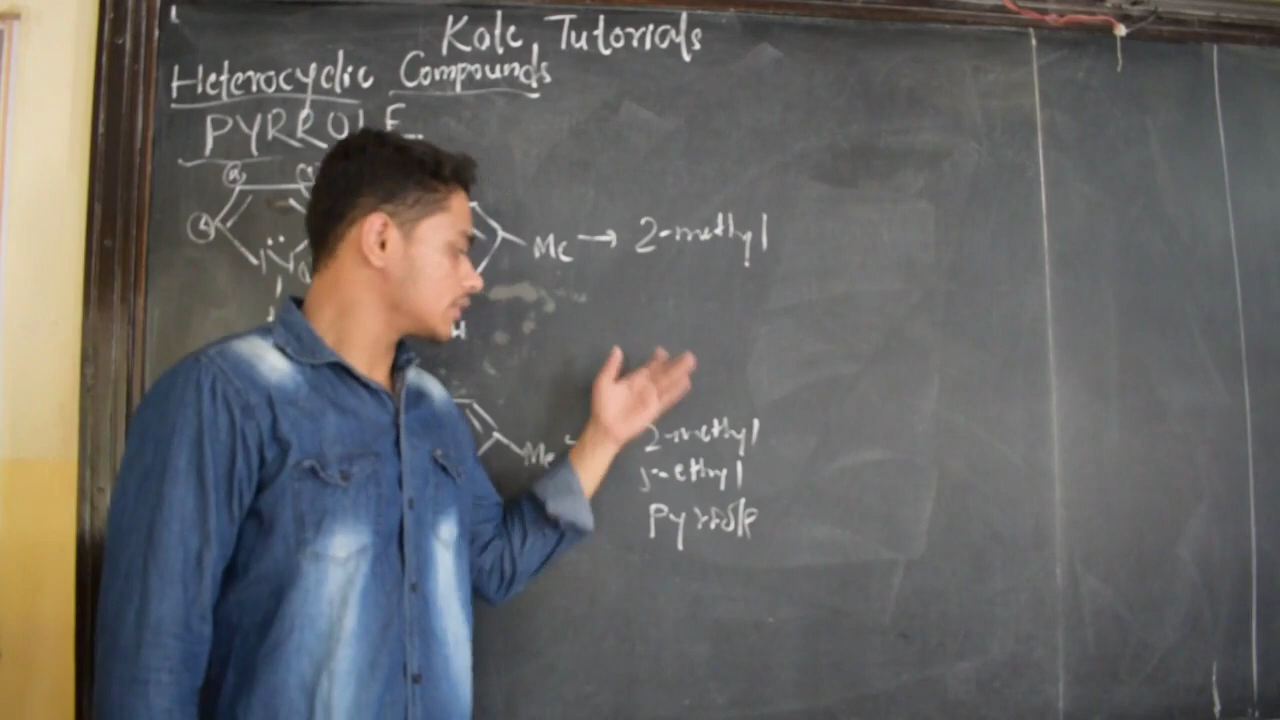 Kole Tutorials
Heterocyclic Compounds
PYRROLE
Me → 2-methyl
H
Me
2-methyl
5-ethyl
Pyrrole